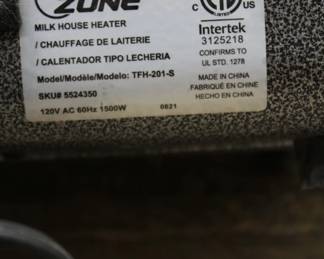 ZONE
MILK HOUSE HEATER
/ CHAUFFAGE DE LAITERIE
/ CALENTADOR TIPO LECHERIA
Model/Modèle/Modelo: TFH-201-S
SKU# 5524350
120V AC 60Hz 1500W
0821
C US
Intertek
3125218
CONFIRMS TO
UL STD. 1278
MADE IN CHINA
FABRIQUÉ EN CHINE
HECHO EN CHINA